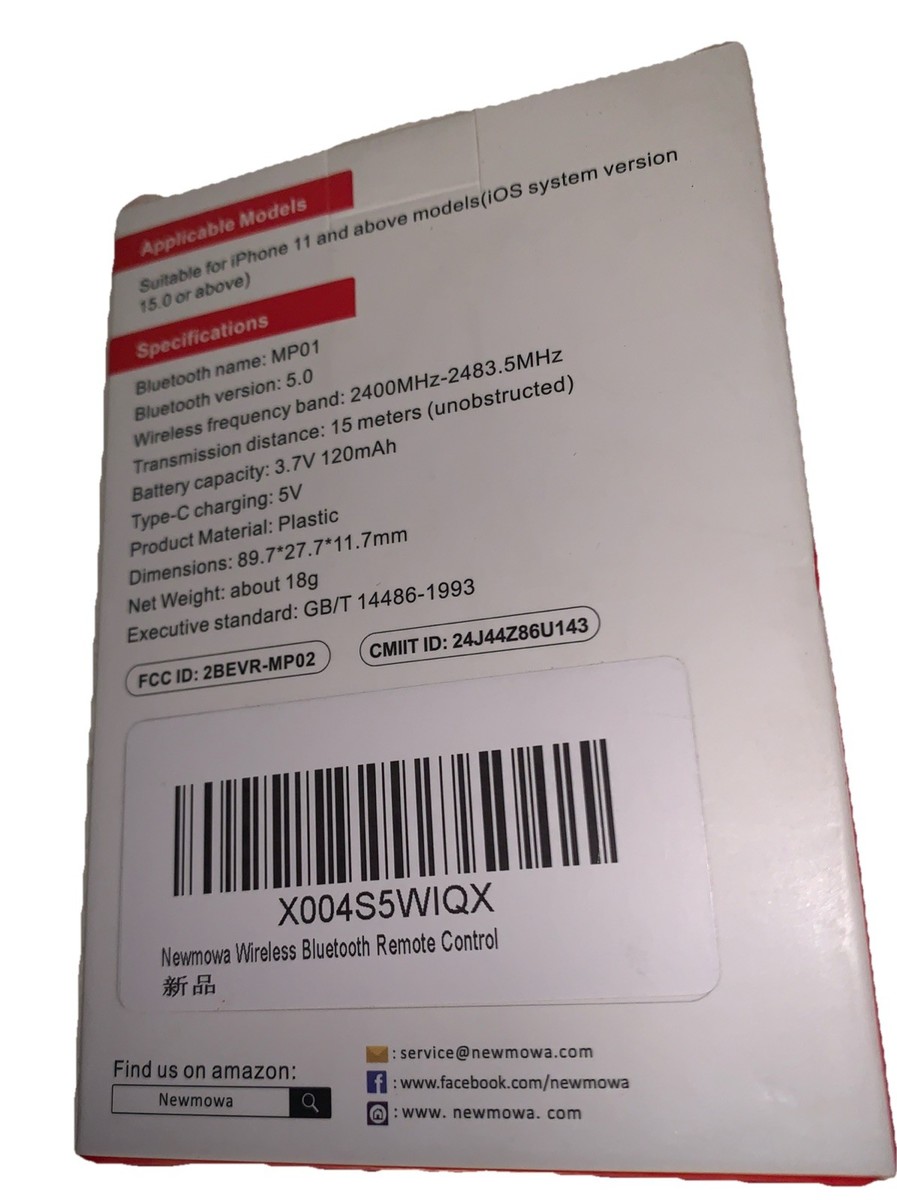 Applicable Models
Suitable for iPhone 11 and above models(iOS system version
15.0 or above)
Specifications
Bluetooth name: MP01
Bluetooth version: 5.0
Wireless frequency band: 2400MHz-2483.5MHz
Transmission distance: 15 meters (unobstructed)
Battery capacity: 3.7V 120mAh
Type-C charging: 5V
Product Material: Plastic
Dimensions: 89.7*27.7*11.7mm
Net Weight: about 18g
Executive standard: GB/T 14486-1993
FCC ID: 2BEVR-MP02
CMIIT ID: 24J44Z86U143
X004S5WIQX
Newmowa Wireless Bluetooth Remote Control
新品
Find us on amazon:
Newmowa
: service@newmowa.com
f : www.facebook.com/newmowa
: www. newmowa. com